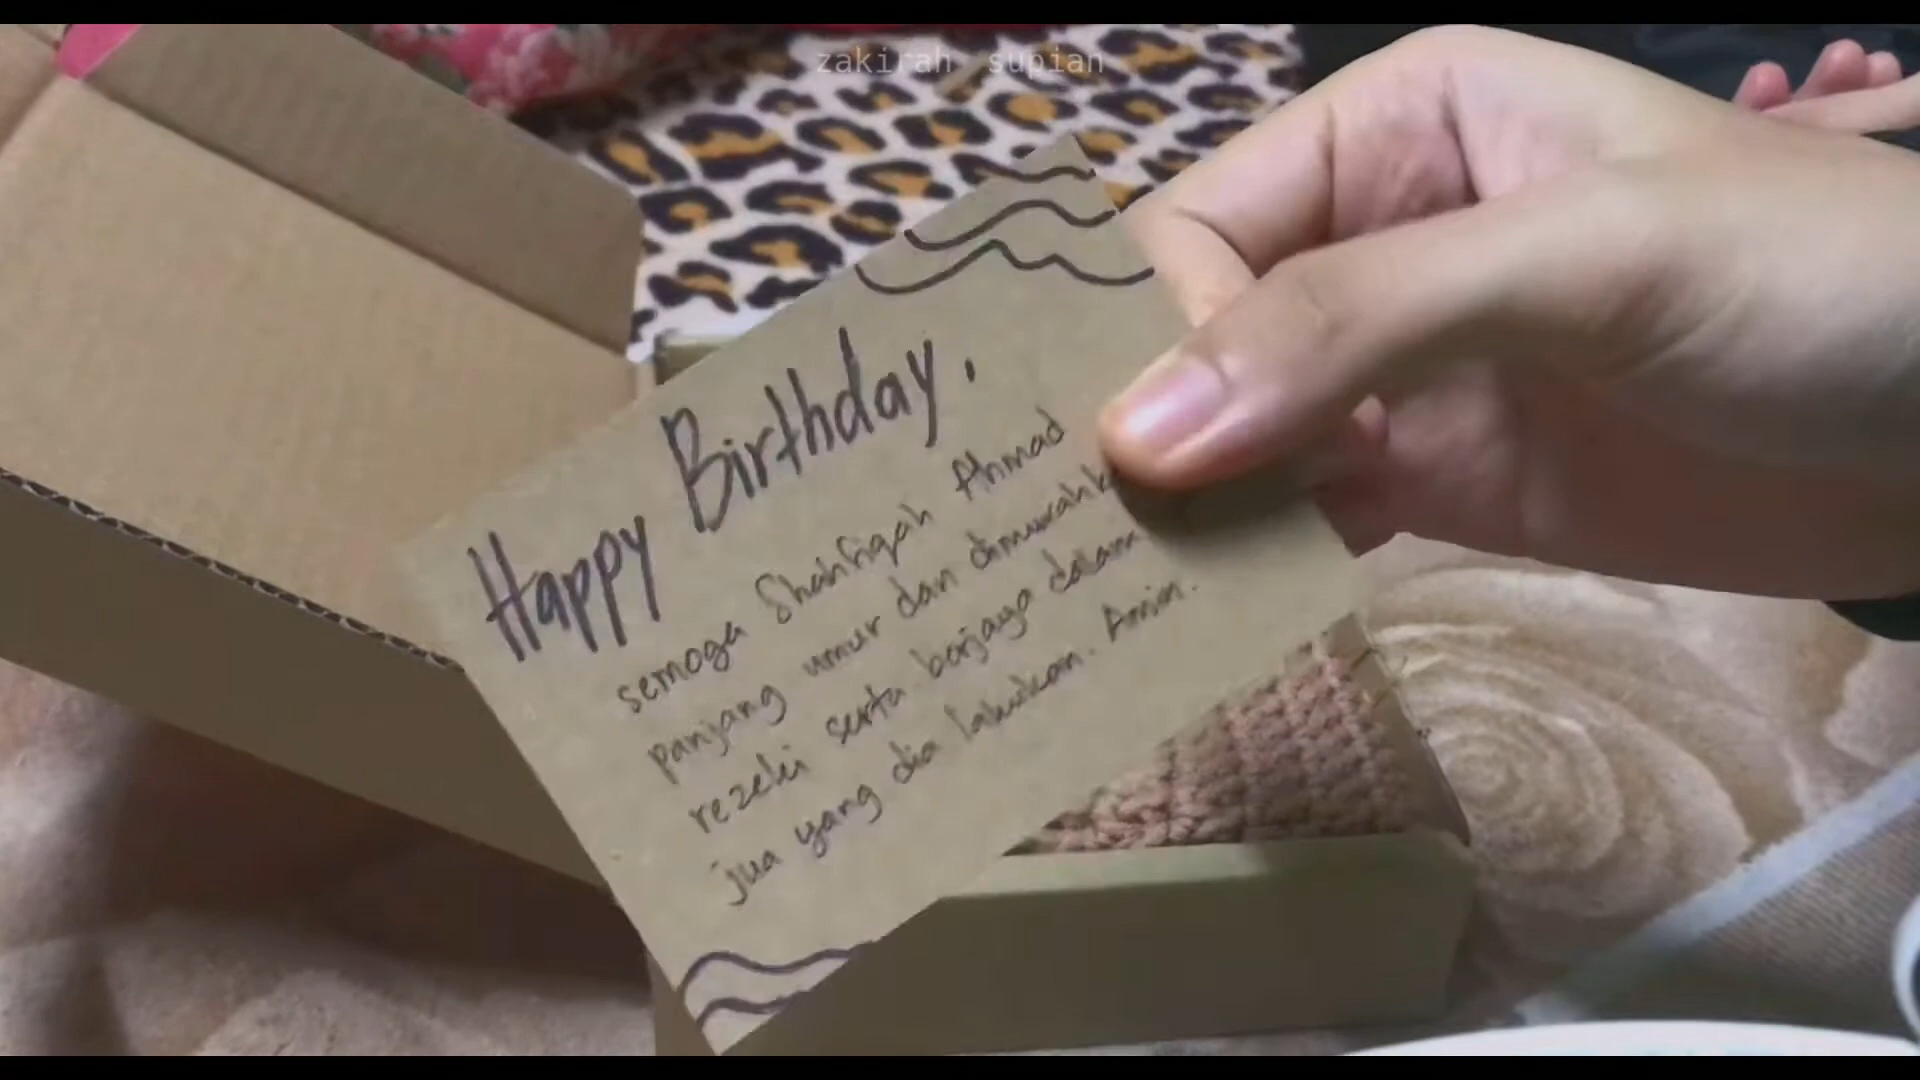 zakirah supian
Happy Birthday.
semoga Shahfiqah Ahmad
panjang umur dan dimurahk
rezeki serta berjaya dalam
jua yang dia lakukan. Amin.